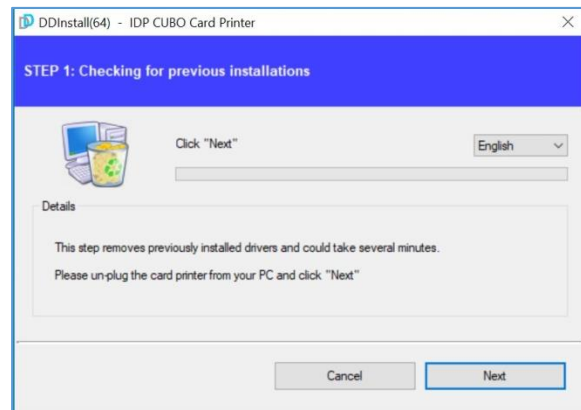 DDInstall(64) - IDP CUBO Card Printer
STEP 1: Checking for previous installations
Click "Next"
English
Details
This step removes previously installed drivers and could take several minutes.
Please un-plug the card printer from your PC and click "Next"
Cancel
Next